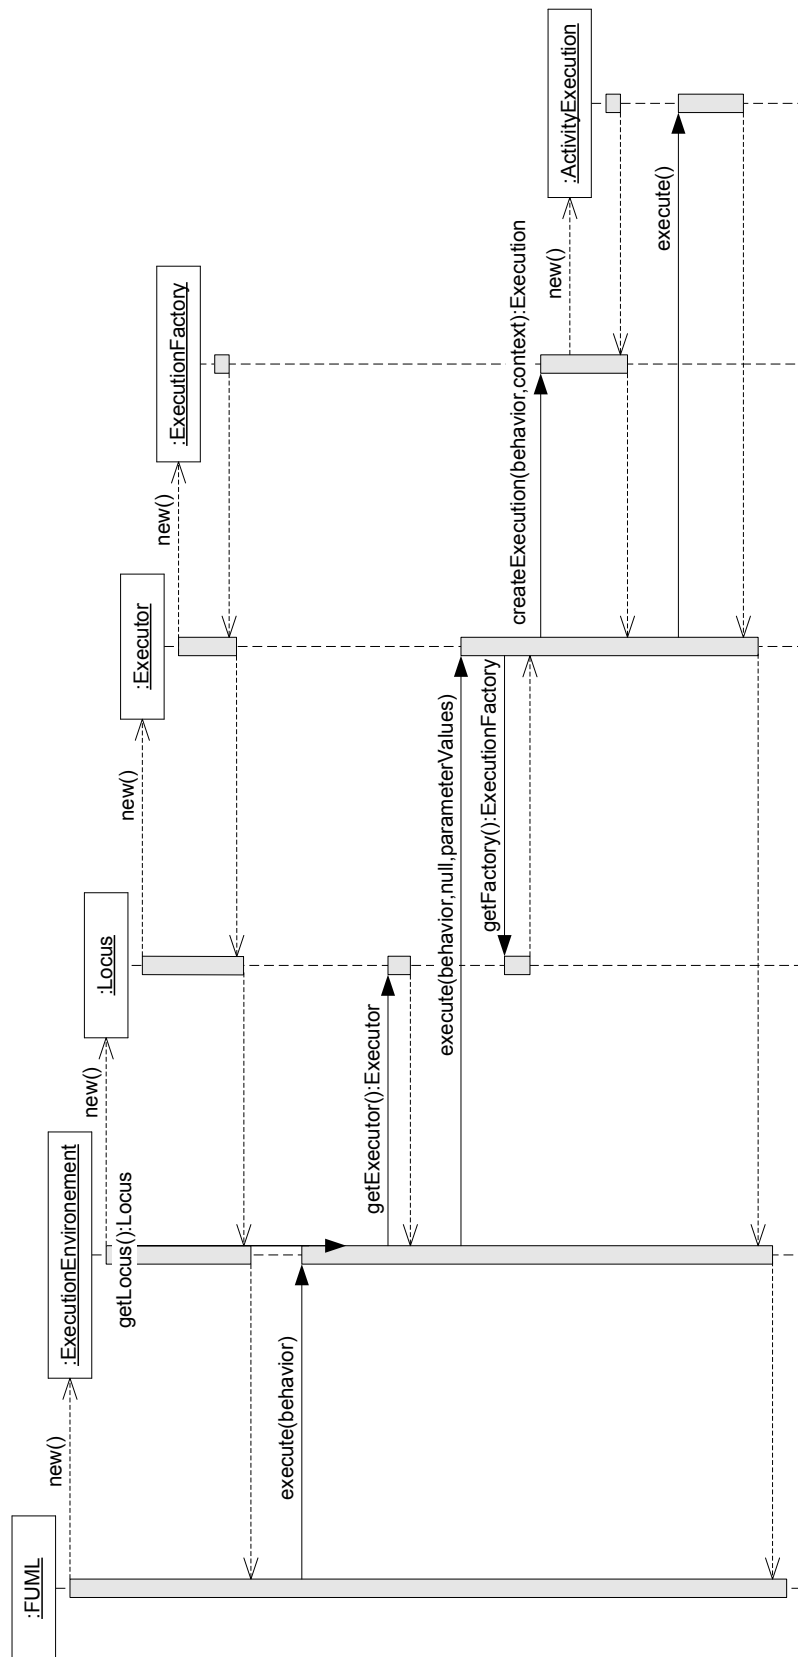 :FUML
:ExecutionEnvironement
:Locus
:Executor
:ExecutionFactory
:ActivityExecution
new()
new()
new()
new()
getLocus():Locus
execute(behavior)
getExecutor():Executor
execute(behavior,null,parameterValues)
getFactory():ExecutionFactory
createExecution(behavior,context):Execution
new()
execute()